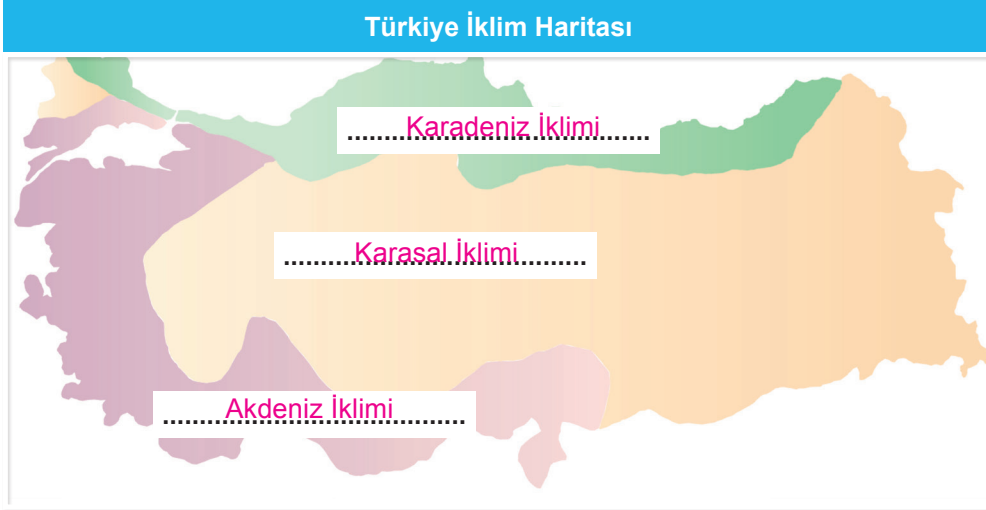 Türkiye İklim Haritası
Karadeniz İklimi
Karasal İklimi
Akdeniz İklimi